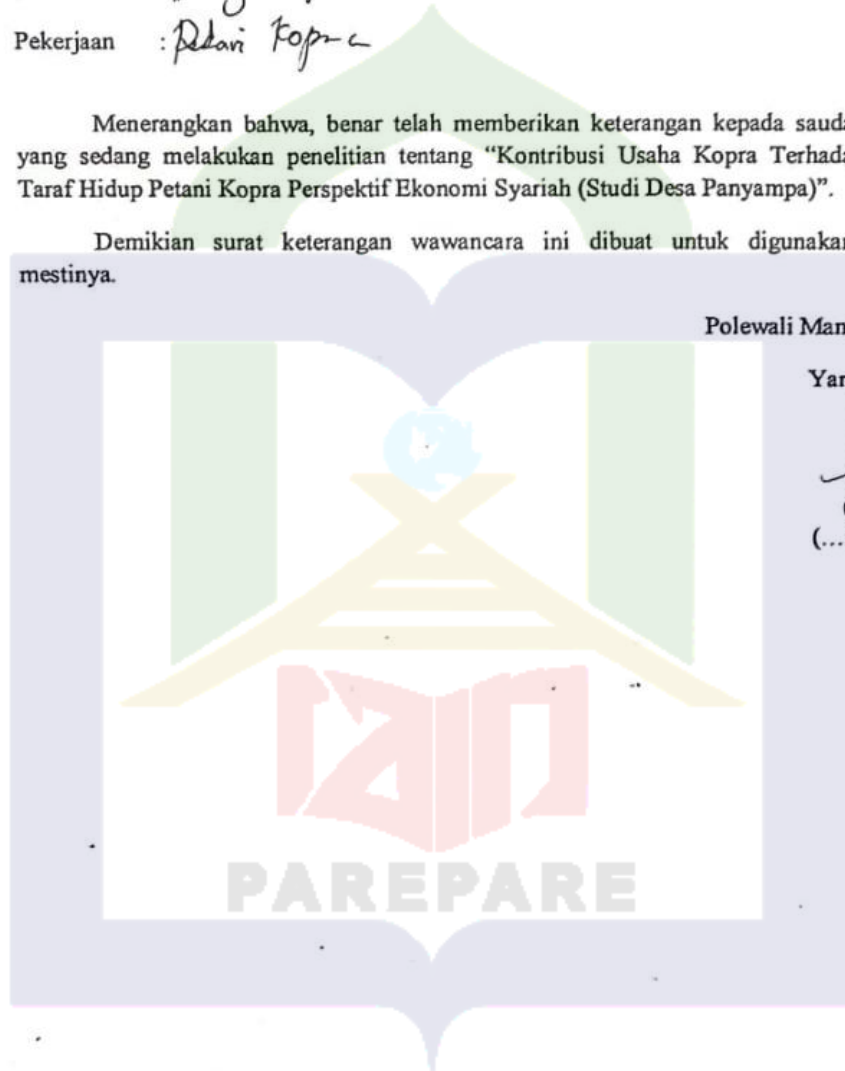 Pekerjaan : Petani Kopra
Menerangkan bahwa, benar telah memberikan keterangan kepada sauda
yang sedang melakukan penelitian tentang “Kontribusi Usaha Kopra Terhada
Taraf Hidup Petani Kopra Perspektif Ekonomi Syariah (Studi Desa Panyampa)”.
Demikian surat keterangan wawancara ini dibuat untuk digunakan
mestinya.
Polewali Man
Yan
(...
iain
PAREPARE